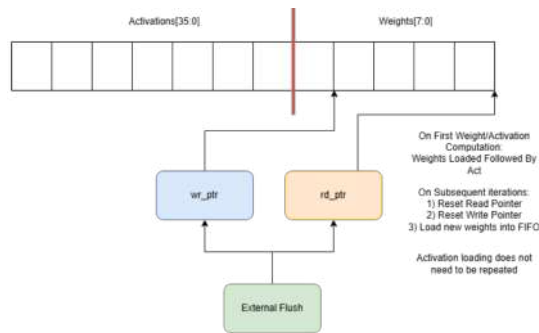 Activations[35:0]
Weights[7:0]
On First Weight/Activation
Computation:
Weights Loaded Followed By
Act
wr_ptr
rd_ptr
On Subsequent iterations:
1) Reset Read Pointer
2) Reset Write Pointer
3) Load new weights into FIFO
Activation loading does not
need to be repeated
External Flush